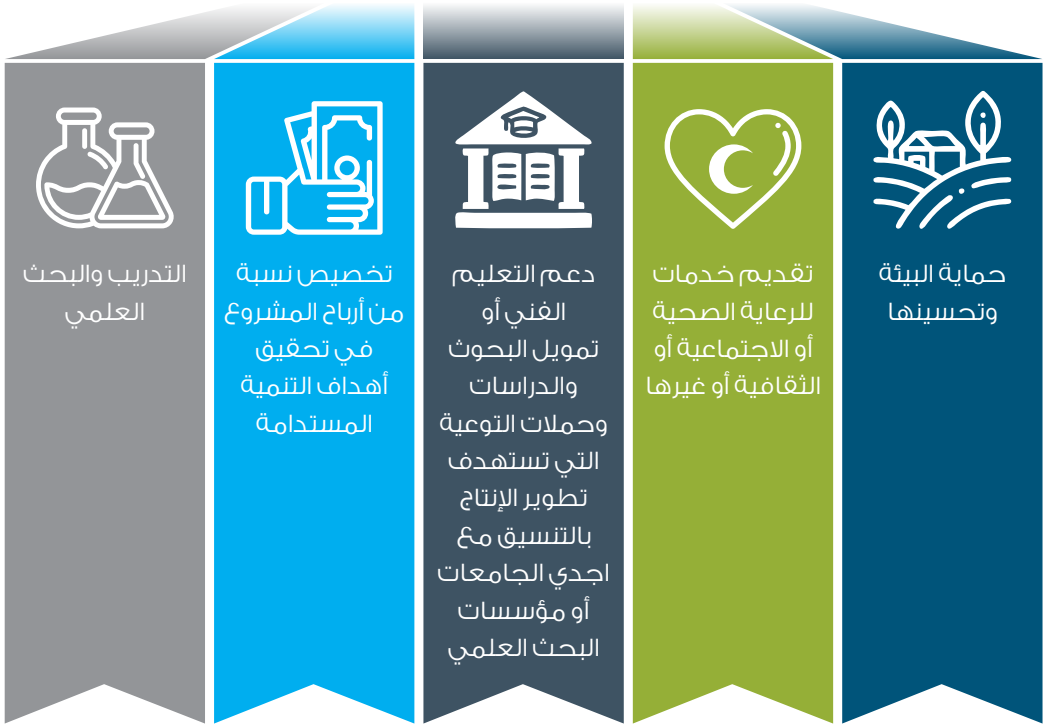 حماية البيئة
وتحسينها
تقديم خدمات
للرعاية الصحية
أو الاجتماعية أو
الثقافية أو غيرها
دعم التعليم
الفني أو
تمويل البحوث
والدراسات
وحملات التوعية
التي تستهدف
تطوير الإنتاج
بالتنسيق مع
اجدي الجامعات
أو مؤسسات
البحث العلمي
تخصيص نسبة
من أرباح المشروع
في تحقيق
أهداف التنمية
المستدامة
التدريب والبحث
العلمي